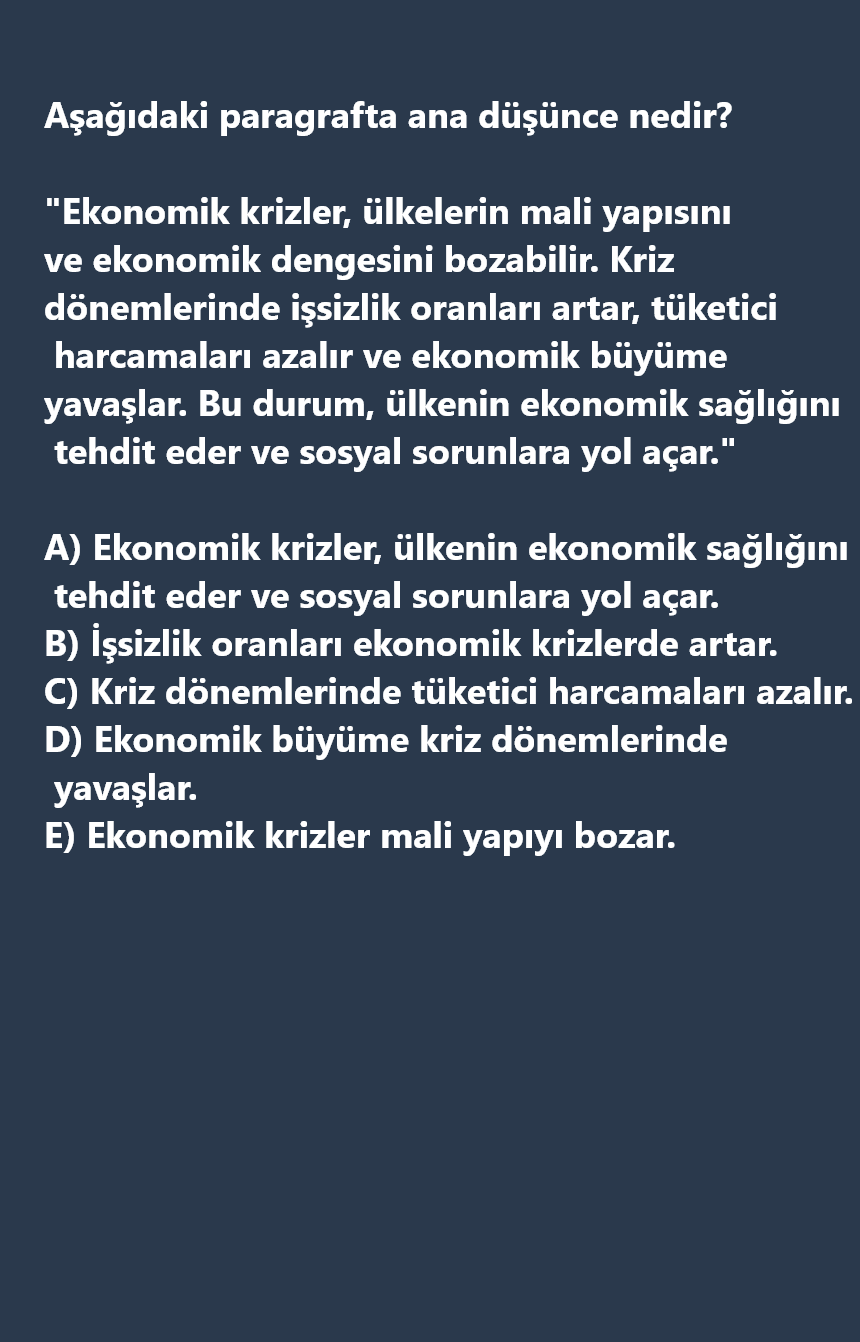 Aşağıdaki paragrafta ana düşünce nedir?
"Ekonomik krizler, ülkelerin mali yapısını
ve ekonomik dengesini bozabilir. Kriz
dönemlerinde işsizlik oranları artar, tüketici
harcamaları azalır ve ekonomik büyüme
yavaşlar. Bu durum, ülkenin ekonomik sağlığını
tehdit eder ve sosyal sorunlara yol açar."
A) Ekonomik krizler, ülkenin ekonomik sağlığını
tehdit eder ve sosyal sorunlara yol açar.
B) İşsizlik oranları ekonomik krizlerde artar.
C) Kriz dönemlerinde tüketici harcamaları azalır.
D) Ekonomik büyüme kriz dönemlerinde
yavaşlar.
E) Ekonomik krizler mali yapıyı bozar.